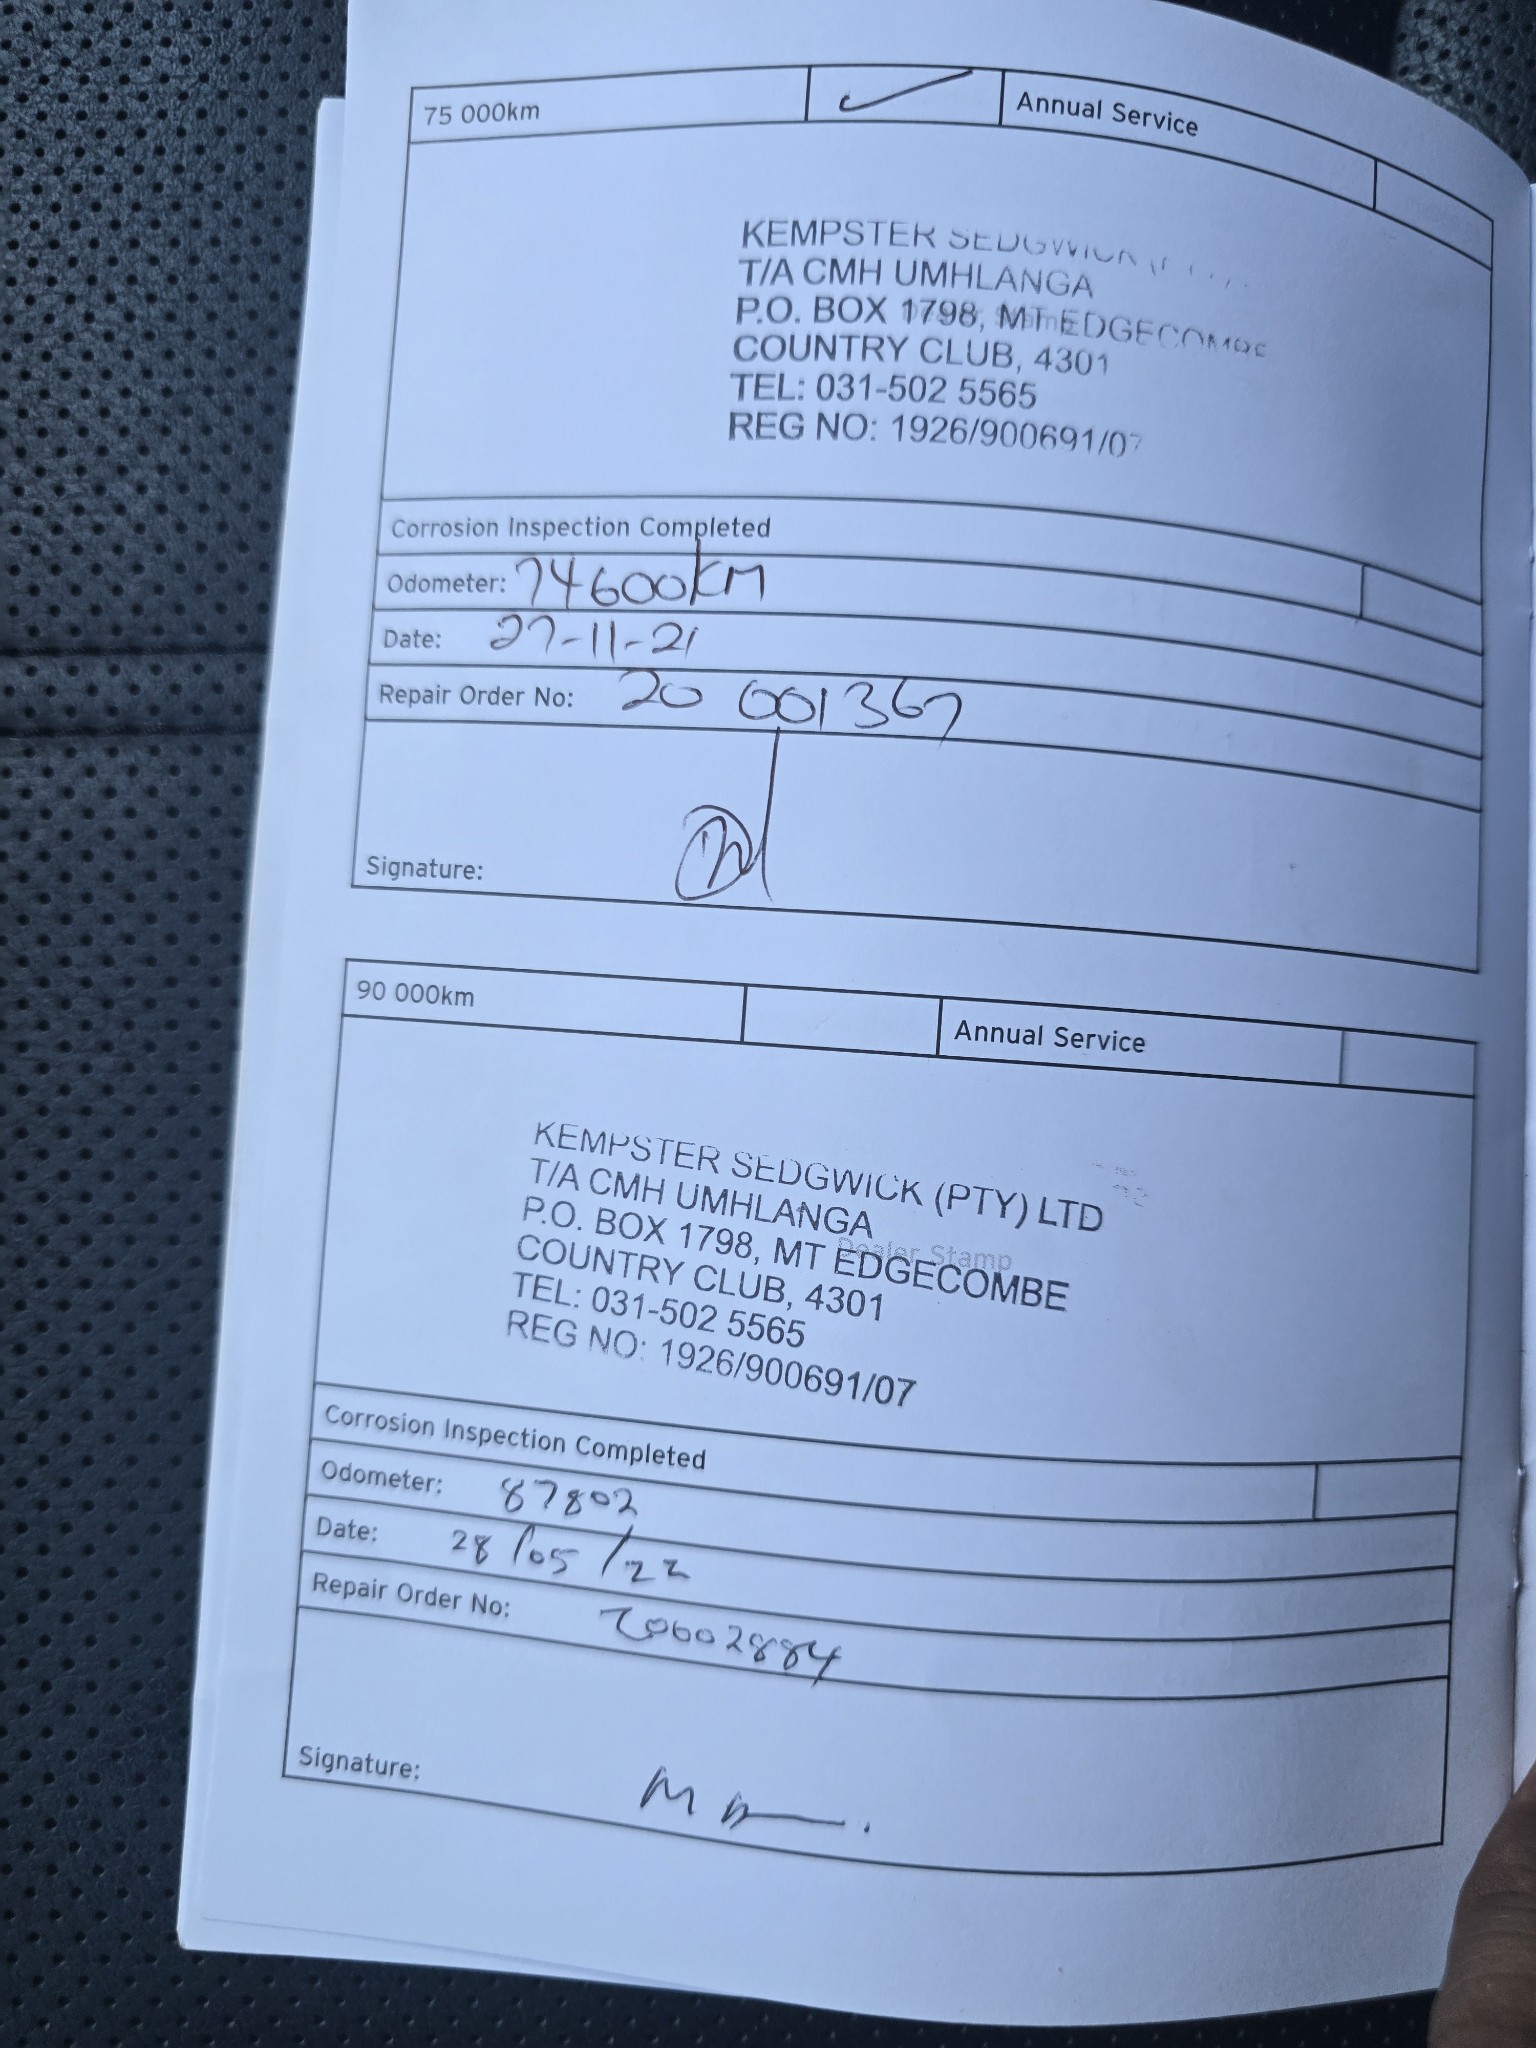 75 000km
Annual Service
KEMPSTER SEDGWICK
T/A CMH UMHLANGA
P.O. BOX 1798, MT EDGECOMBE
COUNTRY CLUB, 4301
TEL: 031-502 5565
REG NO: 1926/900691/07
Corrosion Inspection Completed
Odometer: 74600KM
Date: 27-11-21
Repair Order No: 20 001367
Signature:
90 000km
Annual Service
KEMPSTER SEDGWICK (PTY) LTD
T/A CMH UMHLANGA
P.O. BOX 1798, MT EDGECOMBE
Dealer Stamp
COUNTRY CLUB, 4301
TEL: 031-502 5565
REG NO: 1926/900691/07
Corrosion Inspection Completed
Odometer: 87802
Date: 28/05/22
Repair Order No: 20002884
Signature: